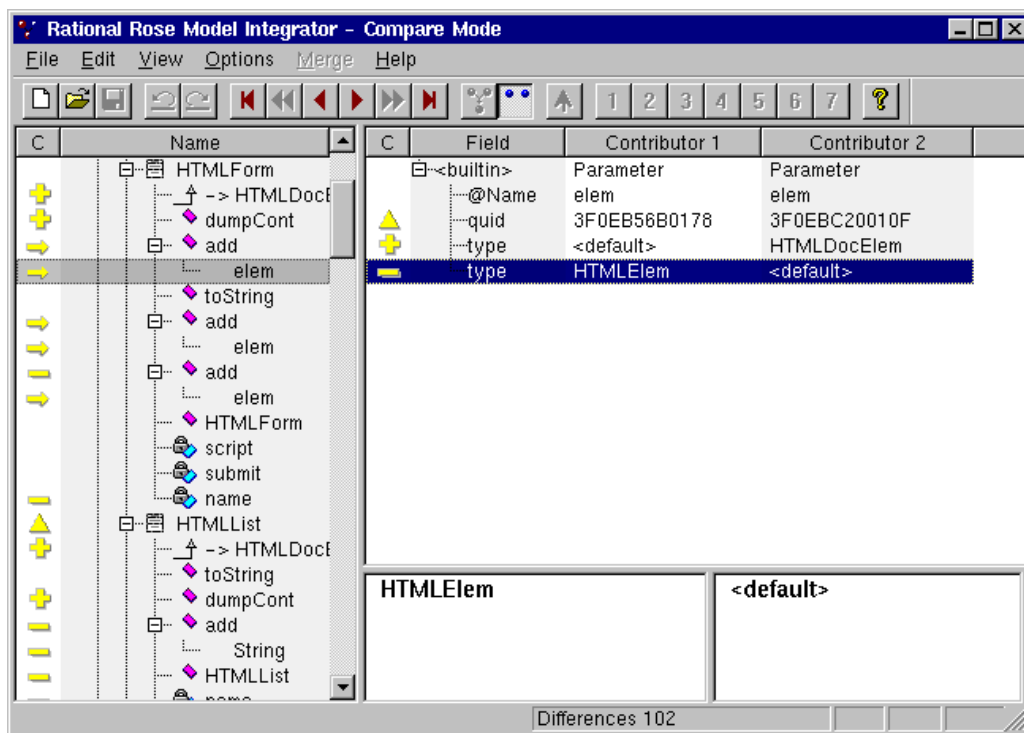 Rational Rose Model Integrator - Compare Mode
File Edit View Options Merge Help
1 2 3 4 5 6 7 ?
C Name
HTMLForm
-> HTMLDoc
dumpCont
add
elem
toString
add
elem
add
elem
HTMLForm
script
submit
name
HTMLList
-> HTMLDoc
toString
dumpCont
add
String
HTMLList
name
C Field Contributor 1 Contributor 2
<builtin> Parameter Parameter
@Name elem elem
quid 3F0EB56B0178 3F0EBC20010F
type <default> HTMLDocElem
type HTMLElem <default>
HTMLElem <default>
Differences 102